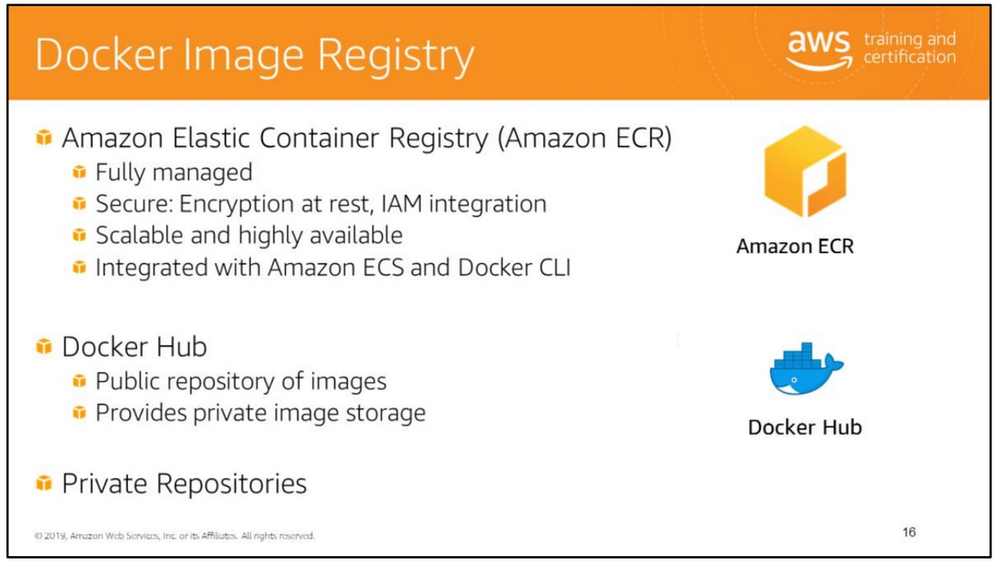 Docker Image Registry
aws training and
certification
Amazon Elastic Container Registry (Amazon ECR)
Fully managed
Secure: Encryption at rest, IAM integration
Scalable and highly available
Integrated with Amazon ECS and Docker CLI
Amazon ECR
Docker Hub
Public repository of images
Provides private image storage
Docker Hub
Private Repositories
© 2019, Amazon Web Services, Inc. or its Affiliates. All rights reserved.
16